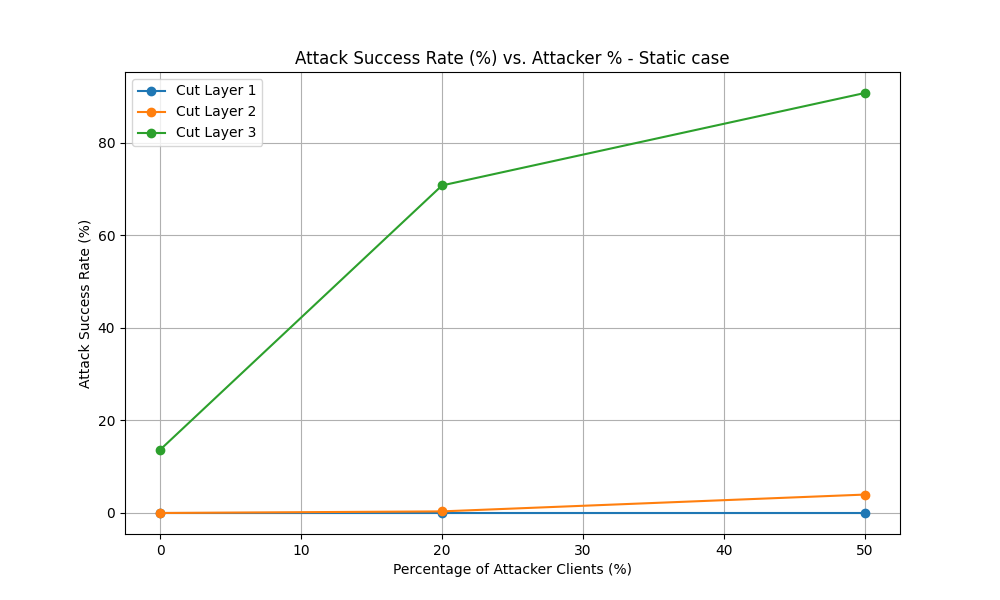 Attack Success Rate (%) vs. Attacker % - Static case
Cut Layer 1
Cut Layer 2
Cut Layer 3
Attack Success Rate (%)
80
60
40
20
0
0 10 20 30 40 50
Percentage of Attacker Clients (%)